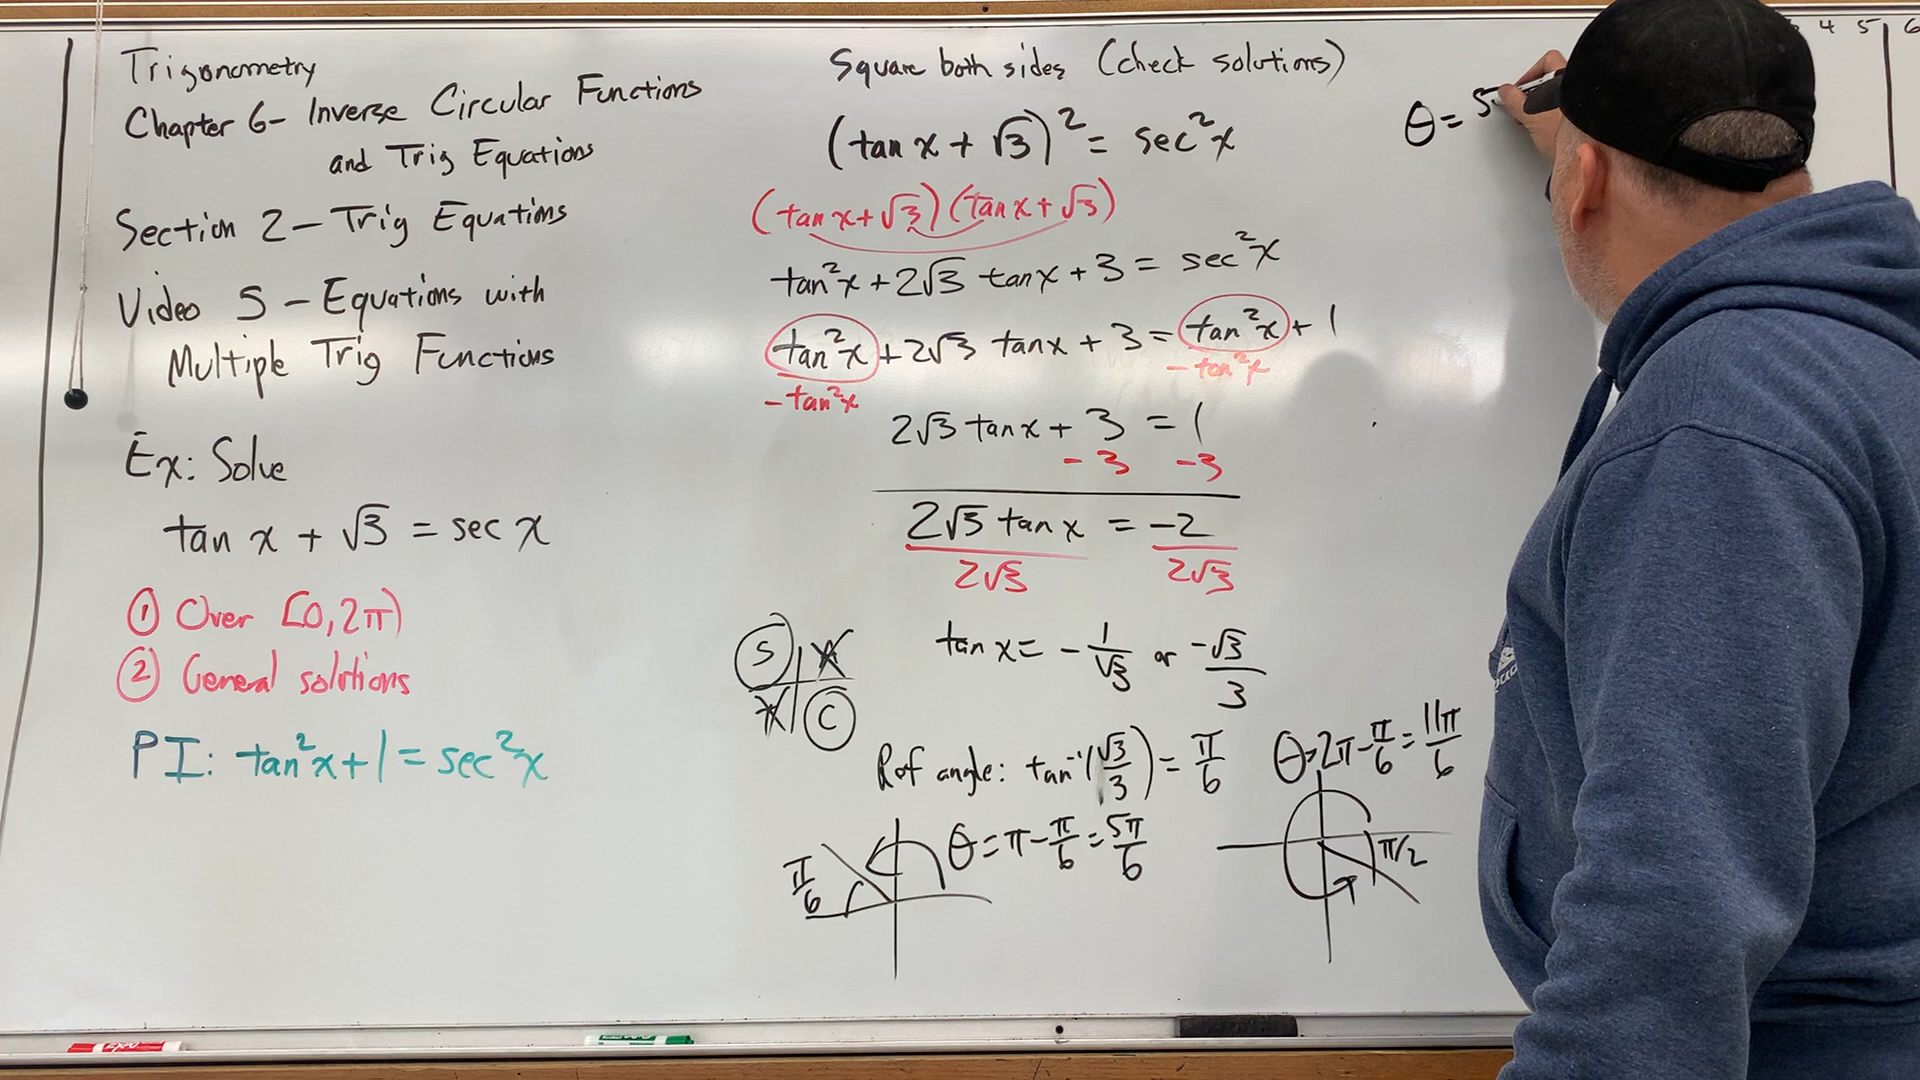 Trigonometry
Chapter 6- Inverse Circular Functions
and Trig Equations
Section 2 - Trig Equations
Video 5 - Equations with
Multiple Trig Functions
Ex: Solve
tan x + √3 = sec x
① Over [0, 2π)
② General solutions
PI: tan²x + 1 = sec²x
Square both sides (check solutions)
(tan x + √3)² = sec²x
(tan x + √3)(tan x + √3)
tan²x + 2√3 tan x + 3 = sec²x
tan²x + 2√3 tan x + 3 = tan²x + 1
-tan²x -tan²x
2√3 tan x + 3 = 1
-3 -3
2√3 tan x = -2
2√3 2√3
tan x = -1/√3 or -√3/3
S A
T C
Ref angle: tan⁻¹(√3/3) = π/6
θ = π - π/6 = 5π/6
π/6
θ = 2π - π/6 = 11π/6
π/2
θ = 5
4 5 6